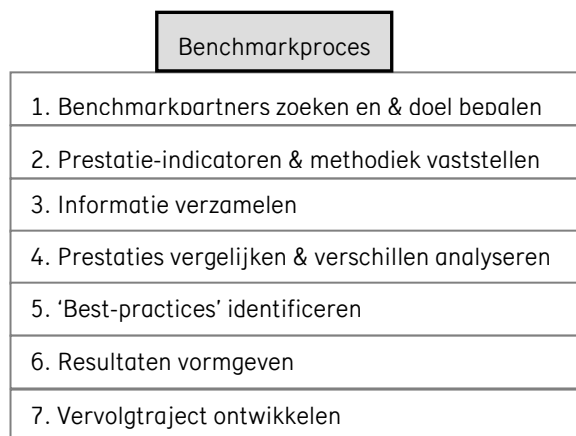 Benchmarkproces
1. Benchmarkpartners zoeken en & doel bepalen
2. Prestatie-indicatoren & methodiek vaststellen
3. Informatie verzamelen
4. Prestaties vergelijken & verschillen analyseren
5. ‘Best-practices’ identificeren
6. Resultaten vormgeven
7. Vervolgtraject ontwikkelen